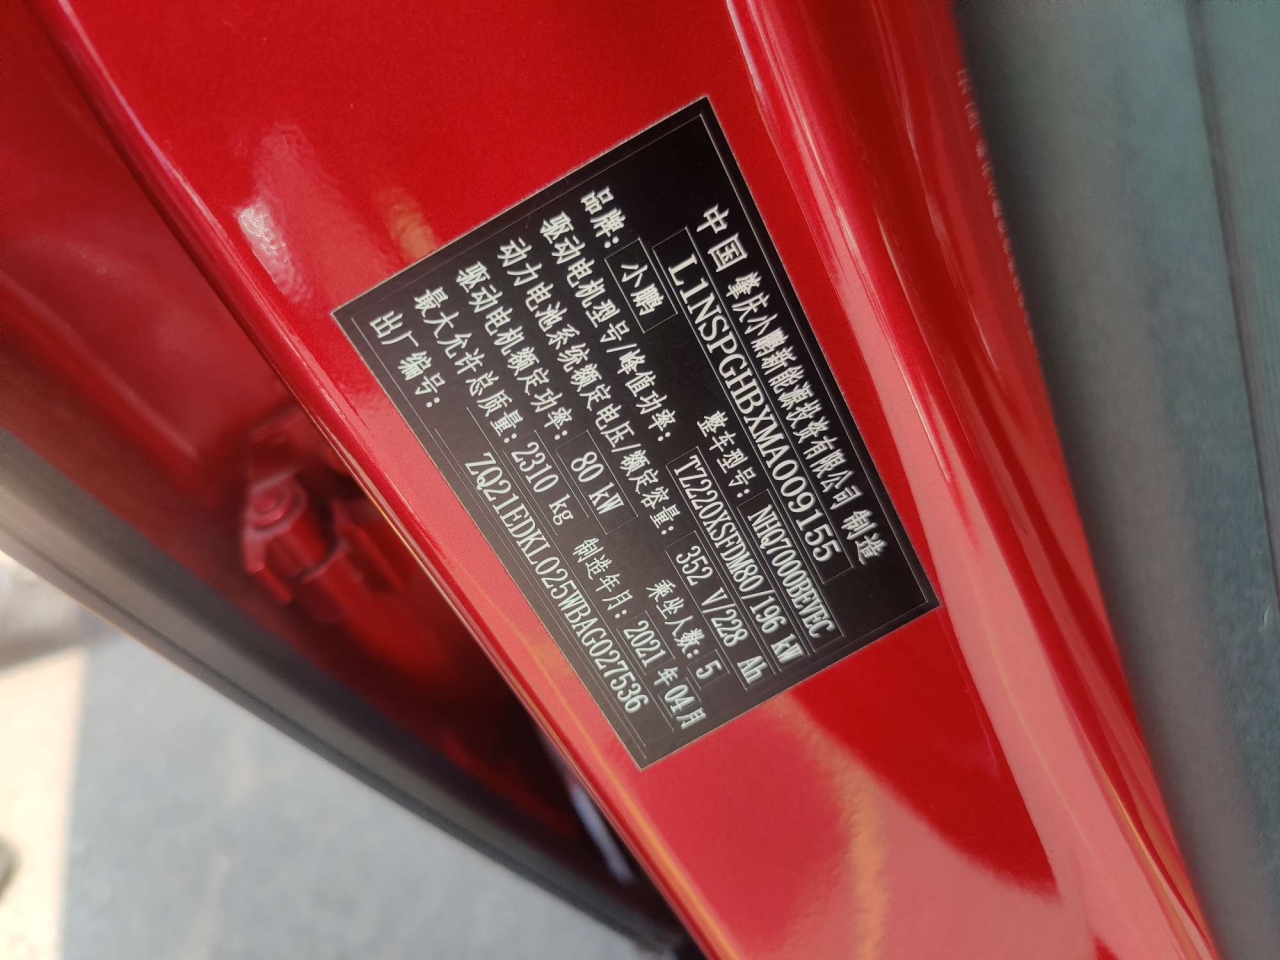 中国 肇庆小鹏新能源投资有限公司 制造
L1NSPGHBXMA009155
品牌: 小鹏 整车型号: NHQ7000BEVEC
驱动电机型号/峰值功率: TZ220XSFDM80/196 kW
动力电池系统额定电压/额定容量: 352 V/228 Ah
驱动电机额定功率: 80 kW 乘坐人数: 5
最大允许总质量: 2310 kg 制造年月: 2021 年 04 月
出厂编号: ZQ21EDKL025WBAG027536